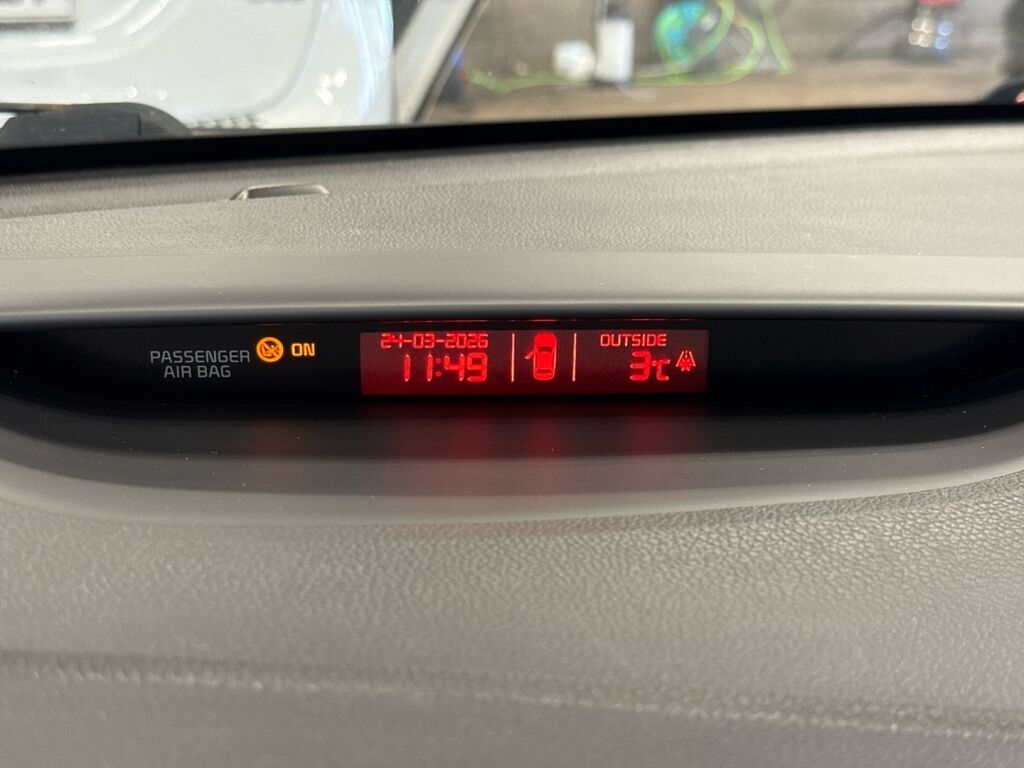 PASSENGER
AIR BAG
ON
24-03-2026
11:49
OUTSIDE
3°C